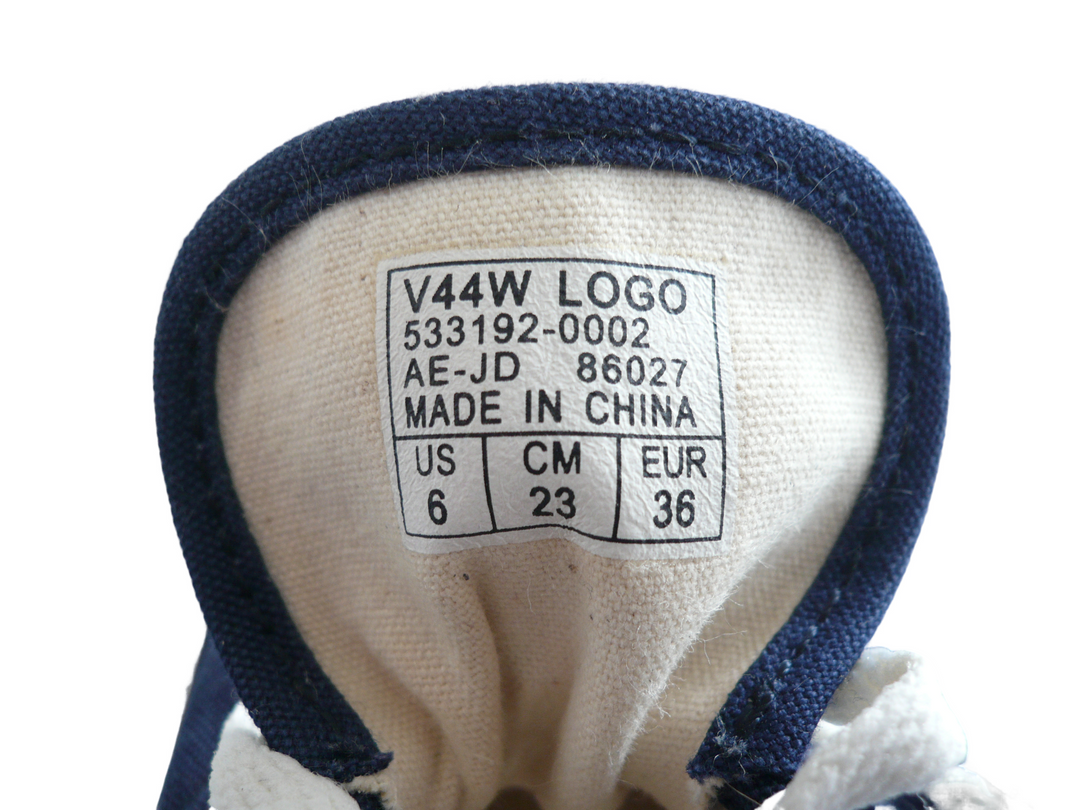 V44W LOGO
533192-0002
AE-JD 86027
MADE IN CHINA
US CM EUR
6 23 36